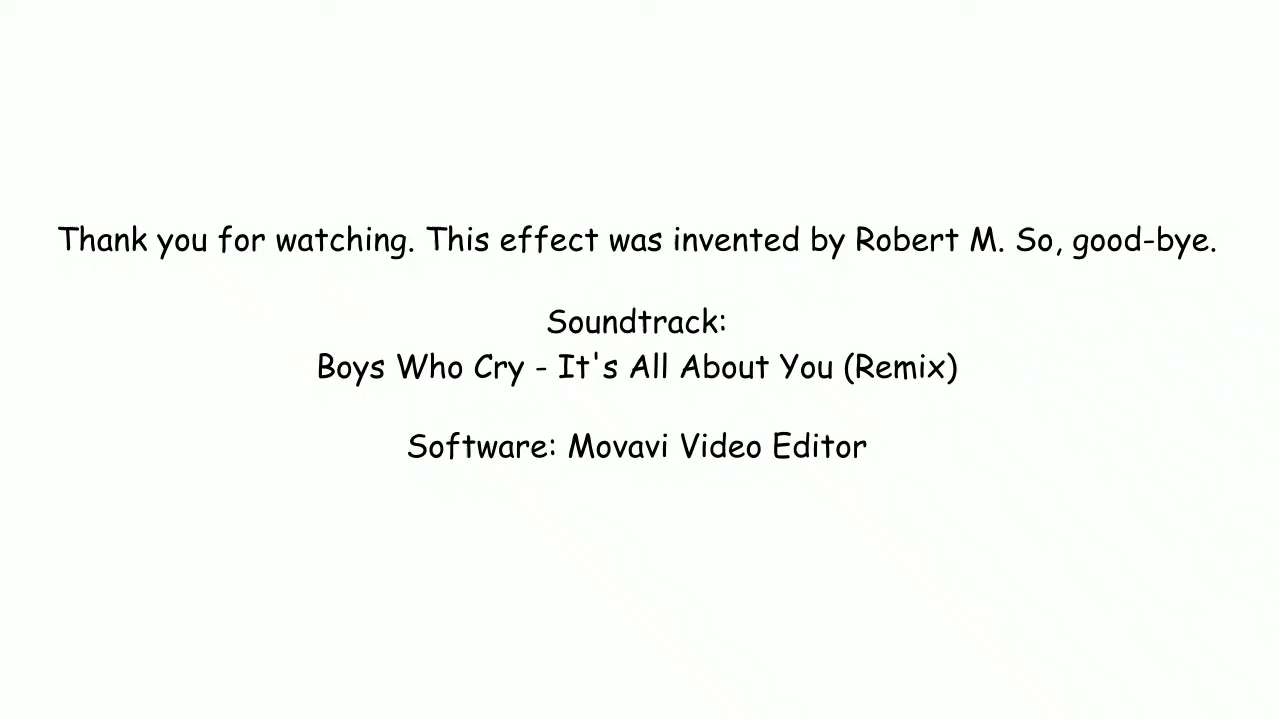 Thank you for watching. This effect was invented by Robert M. So, good-bye.
Soundtrack:
Boys Who Cry - It's All About You (Remix)
Software: Movavi Video Editor